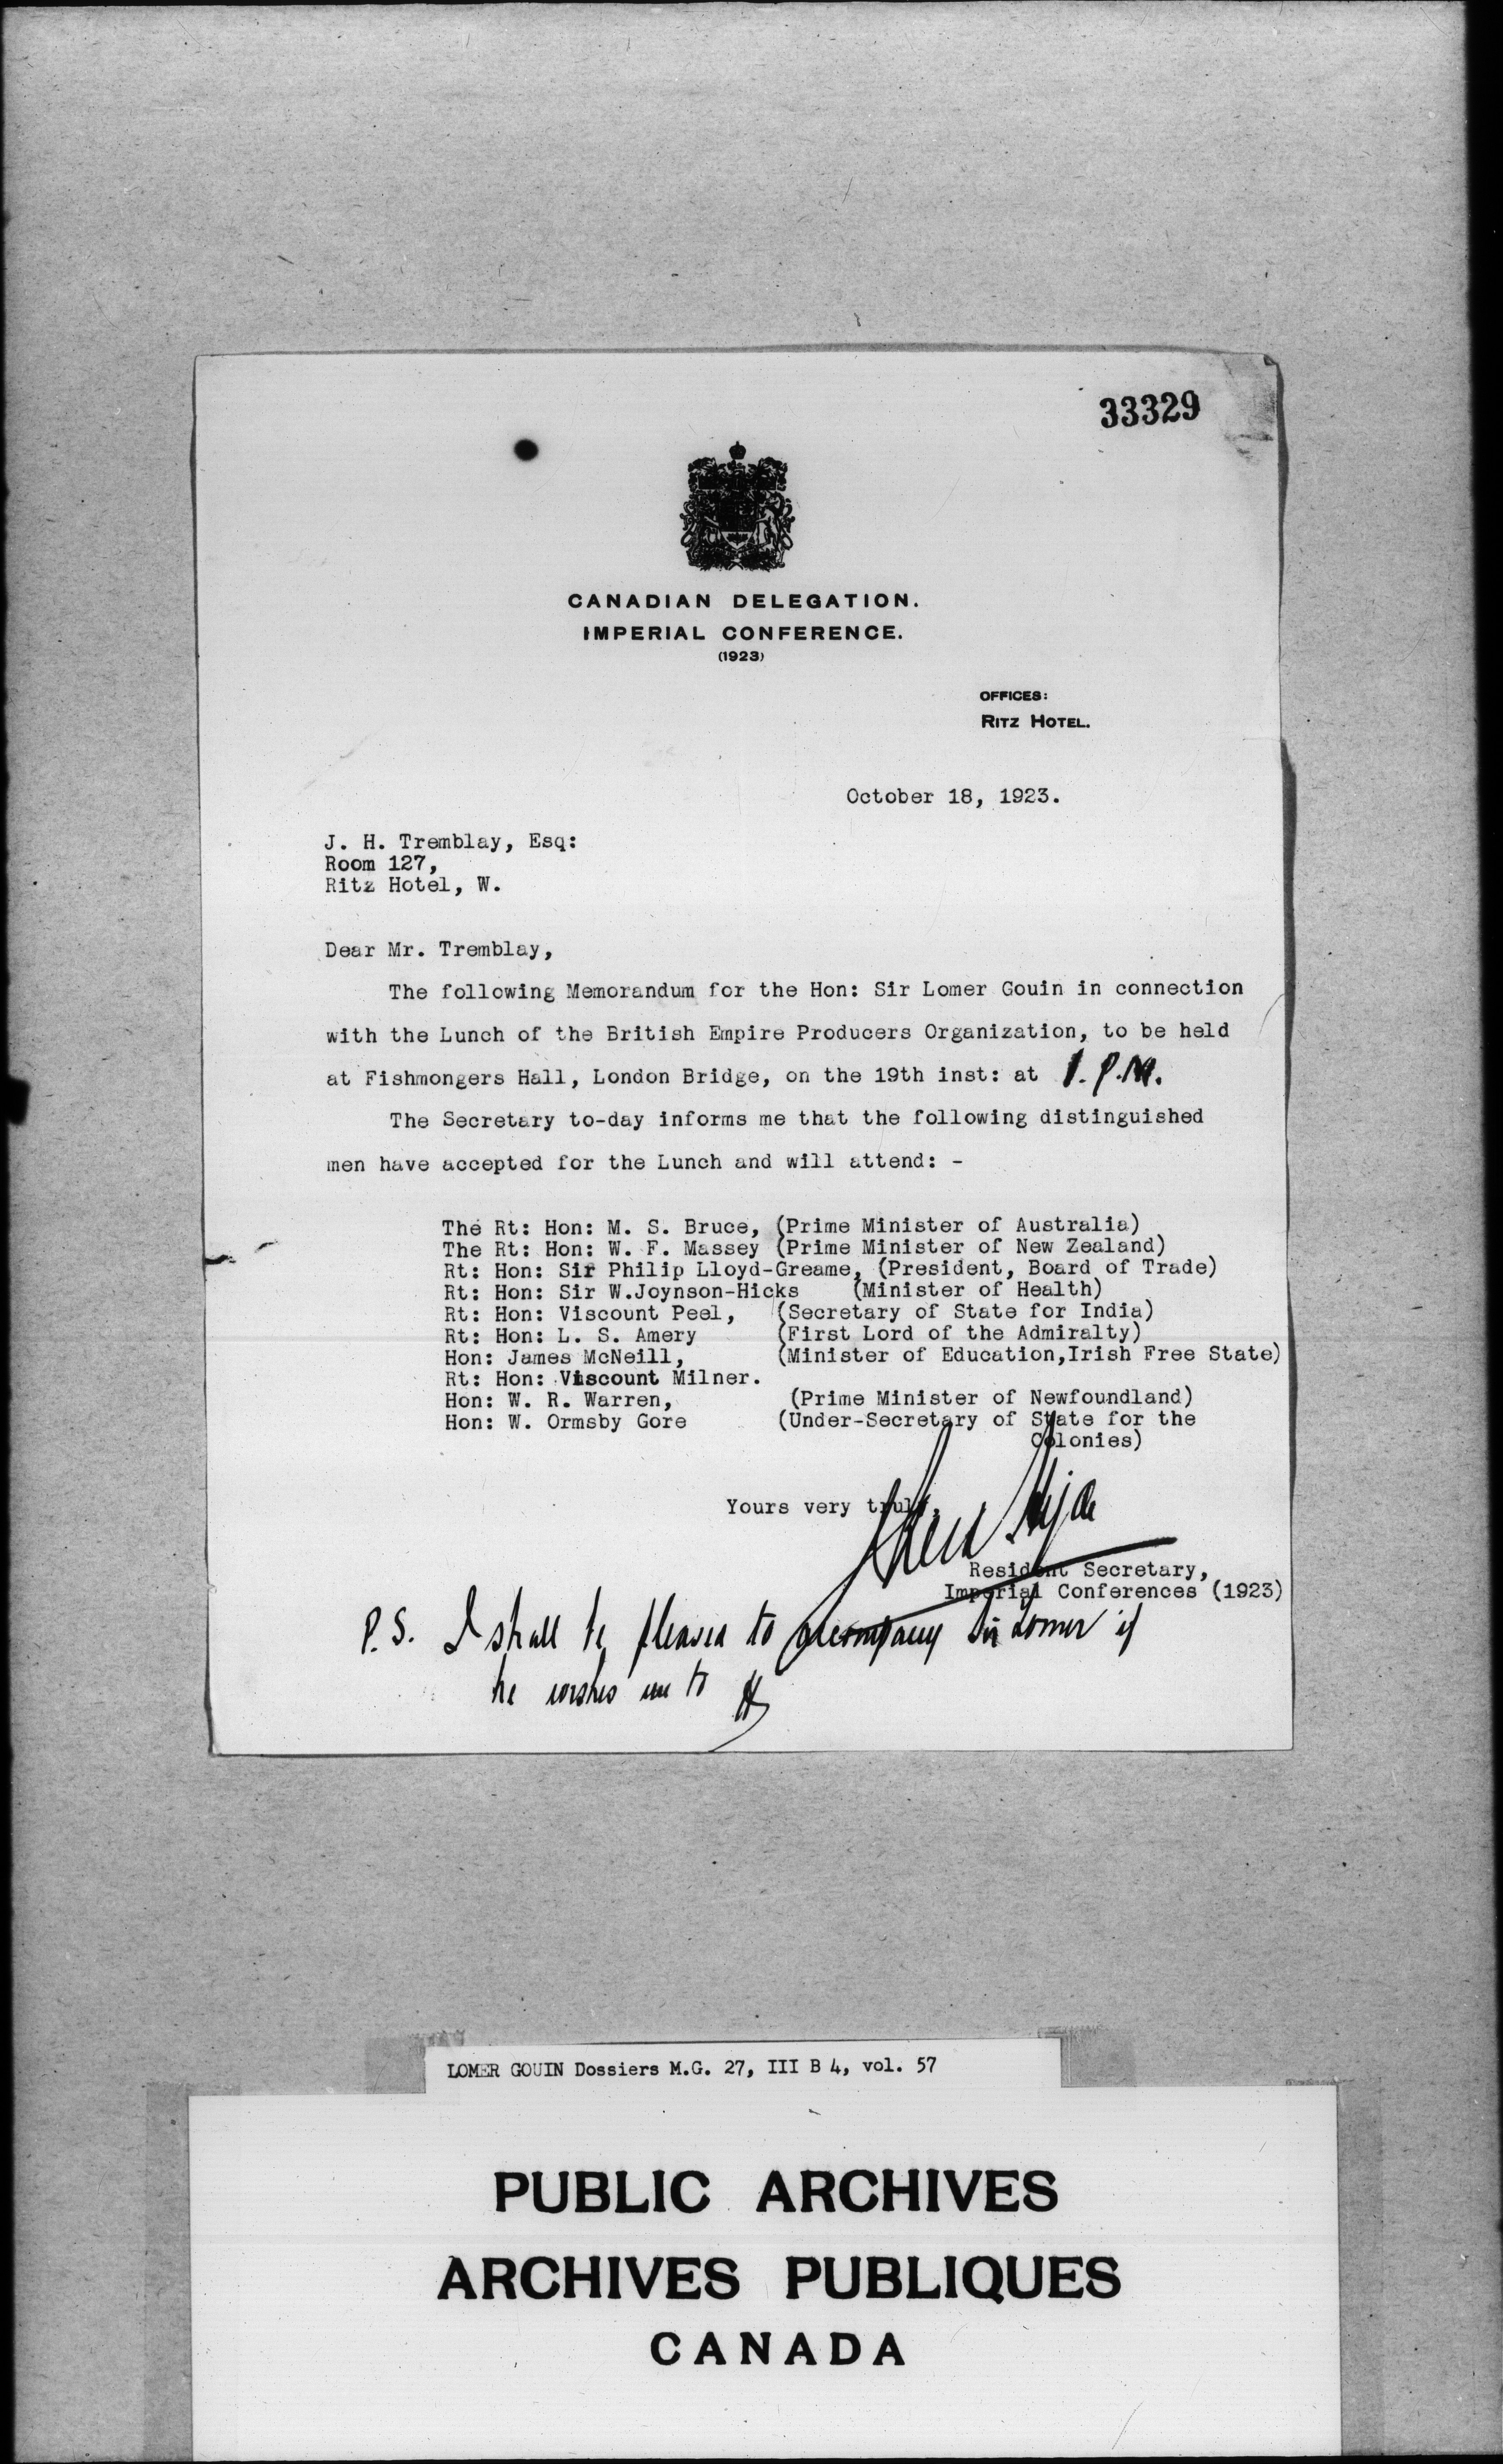 33329
CANADIAN DELEGATION.
IMPERIAL CONFERENCE.
(1923)
OFFICES:
RITZ HOTEL.
October 18, 1923.
J. H. Tremblay, Esq:
Room 127,
Ritz Hotel, W.
Dear Mr. Tremblay,
The following Memorandum for the Hon: Sir Lomer Gouin in connection
with the Lunch of the British Empire Producers Organization, to be held
at Fishmongers Hall, London Bridge, on the 19th inst: at 1. P.M.
The Secretary to-day informs me that the following distinguished
men have accepted for the Lunch and will attend: -
The Rt: Hon: M. S. Bruce, (Prime Minister of Australia)
The Rt: Hon: W. F. Massey (Prime Minister of New Zealand)
Rt: Hon: Sir Philip Lloyd-Greame, (President, Board of Trade)
Rt: Hon: Sir W.Joynson-Hicks (Minister of Health)
Rt: Hon: Viscount Peel, (Secretary of State for India)
Rt: Hon: L. S. Amery (First Lord of the Admiralty)
Hon: James McNeill, (Minister of Education,Irish Free State)
Rt: Hon: Viscount Milner.
Hon: W. R. Warren, (Prime Minister of Newfoundland)
Hon: W. Ormsby Gore (Under-Secretary of State for the
Colonies)
Yours very truly,
Resident Secretary,
Imperial Conferences (1923)
P.S. I shall be pleased to accompany Sir Lomer if
he wishes me to
LOMER GOUIN Dossiers M.G. 27, III B 4, vol. 57
PUBLIC ARCHIVES
ARCHIVES PUBLIQUES
CANADA